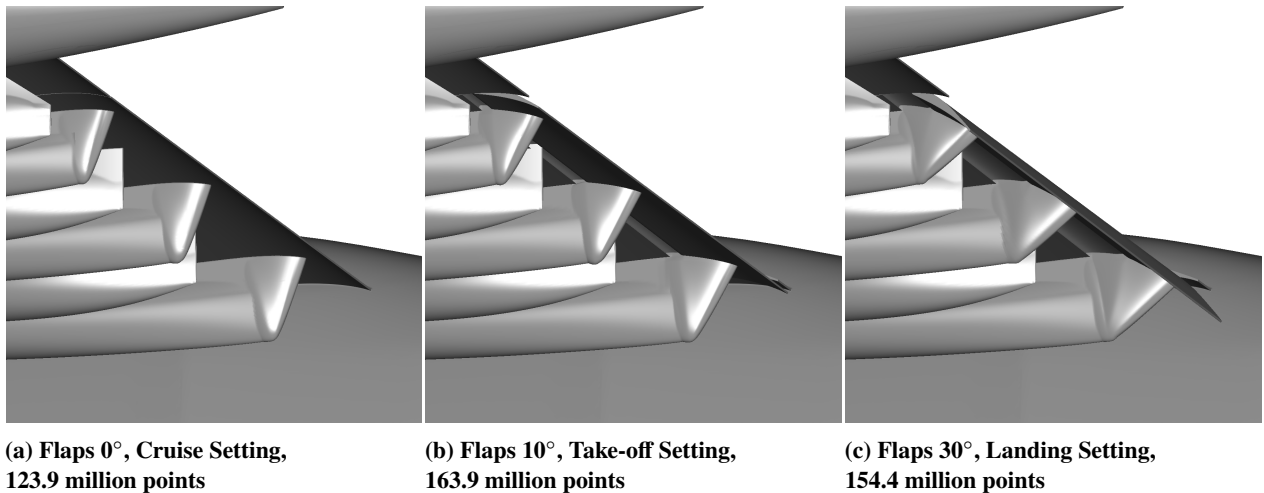 (a) Flaps 0°, Cruise Setting,
123.9 million points
(b) Flaps 10°, Take-off Setting,
163.9 million points
(c) Flaps 30°, Landing Setting,
154.4 million points